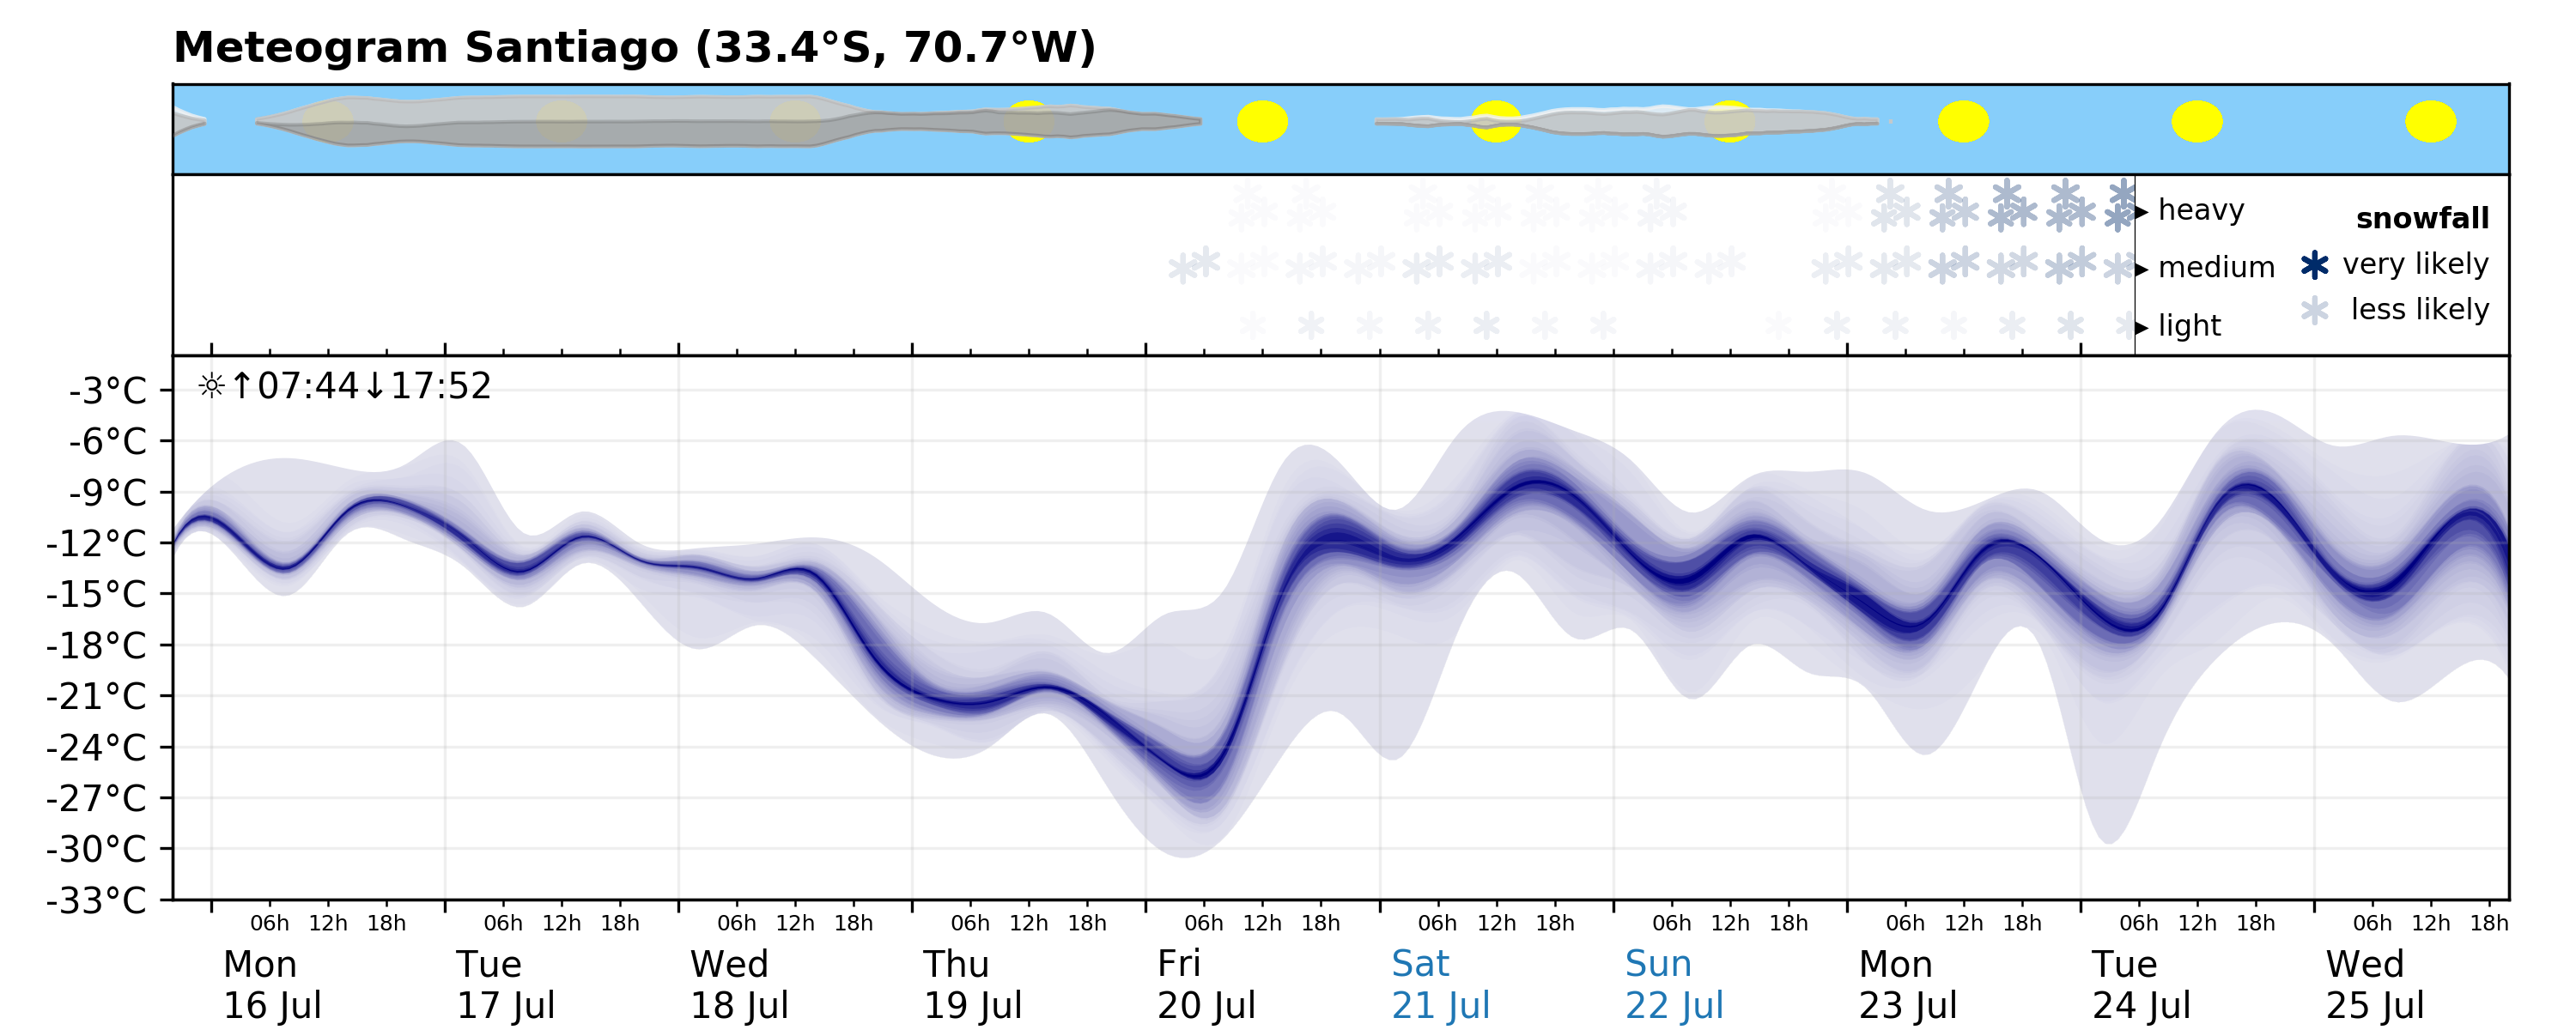 Meteogram Santiago (33.4°S, 70.7°W)
▸ heavy
snowfall
▸ medium
very likely
less likely
▸ light
☼↑07:44↓17:52
-3°C
-6°C
-9°C
-12°C
-15°C
-18°C
-21°C
-24°C
-27°C
-30°C
-33°C
06h 12h 18h 06h 12h 18h 06h 12h 18h 06h 12h 18h 06h 12h 18h 06h 12h 18h 06h 12h 18h 06h 12h 18h 06h 12h 18h 06h 12h 18h
Mon Tue Wed Thu Fri Sat Sun Mon Tue Wed
16 Jul 17 Jul 18 Jul 19 Jul 20 Jul 21 Jul 22 Jul 23 Jul 24 Jul 25 Jul